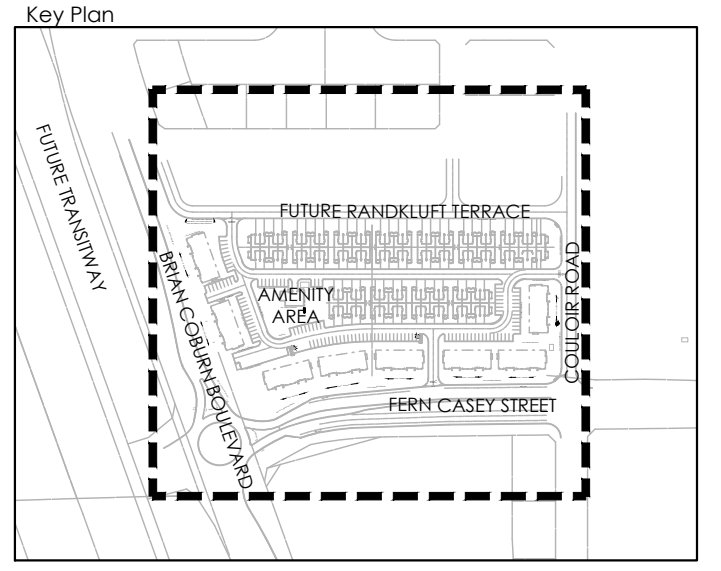 Key Plan
FUTURE TRANSITWAY
FUTURE RANDKLUFT TERRACE
BRIAN COBURN BOULEVARD
AMENITY
AREA
COULOIR ROAD
FERN CASEY STREET